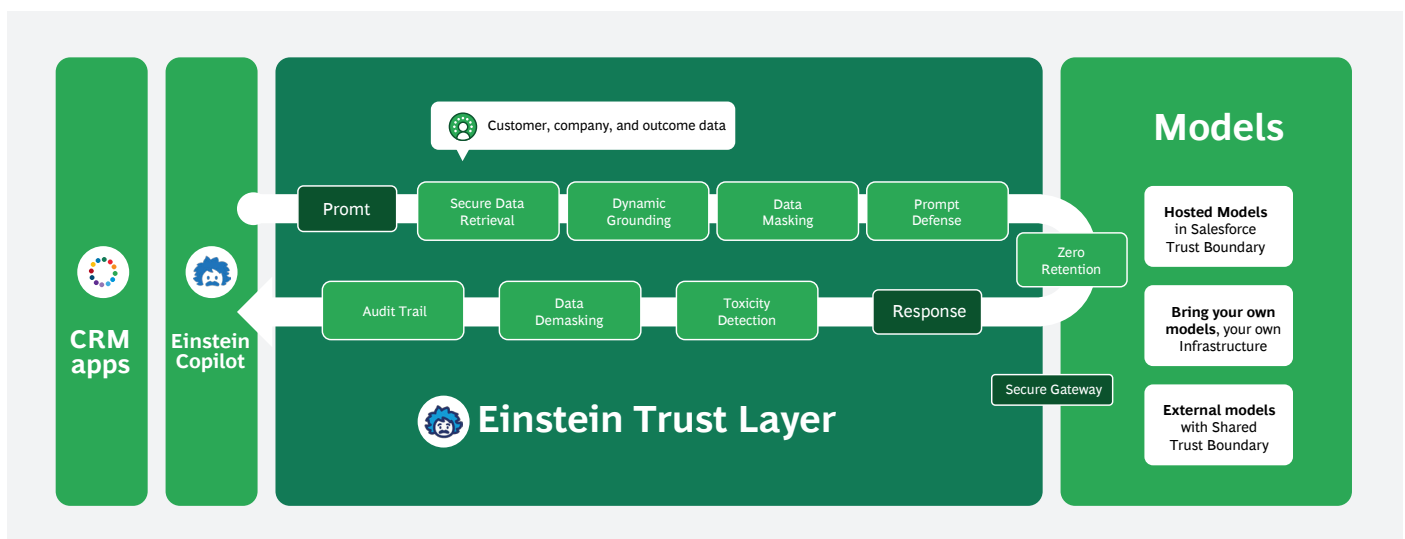 CRM
apps
Einstein
Copilot
Customer, company, and outcome data
Promt
Secure Data
Retrieval
Dynamic
Grounding
Data
Masking
Prompt
Defense
Zero
Retention
Response
Toxicity
Detection
Data
Demasking
Audit Trail
Secure Gateway
Einstein Trust Layer
Models
Hosted Models
in Salesforce
Trust Boundary
Bring your own
models, your own
Infrastructure
External models
with Shared
Trust Boundary